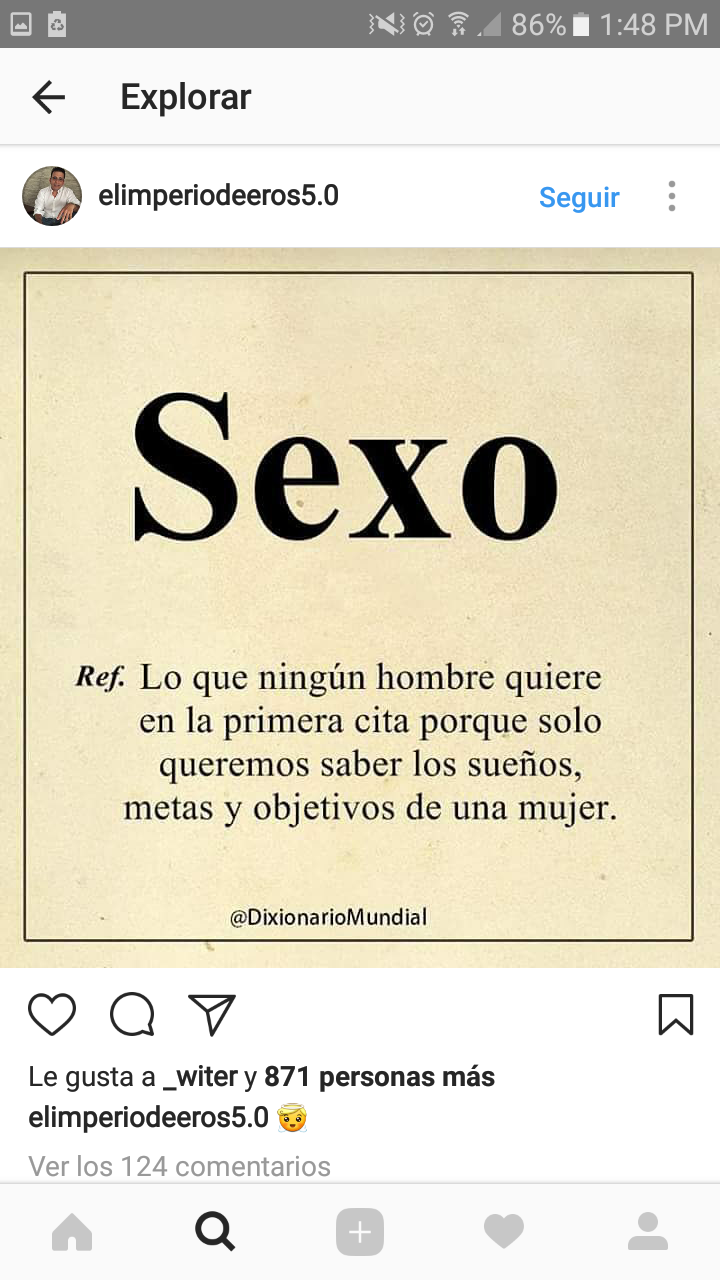 86% 1:48 PM
Explorar
elimperiodeeros5.0 Seguir
Sexo
Ref. Lo que ningún hombre quiere
en la primera cita porque solo
queremos saber los sueños,
metas y objetivos de una mujer.
@DixionarioMundial
Le gusta a _witer y 871 personas más
elimperiodeeros5.0 😇
Ver los 124 comentarios